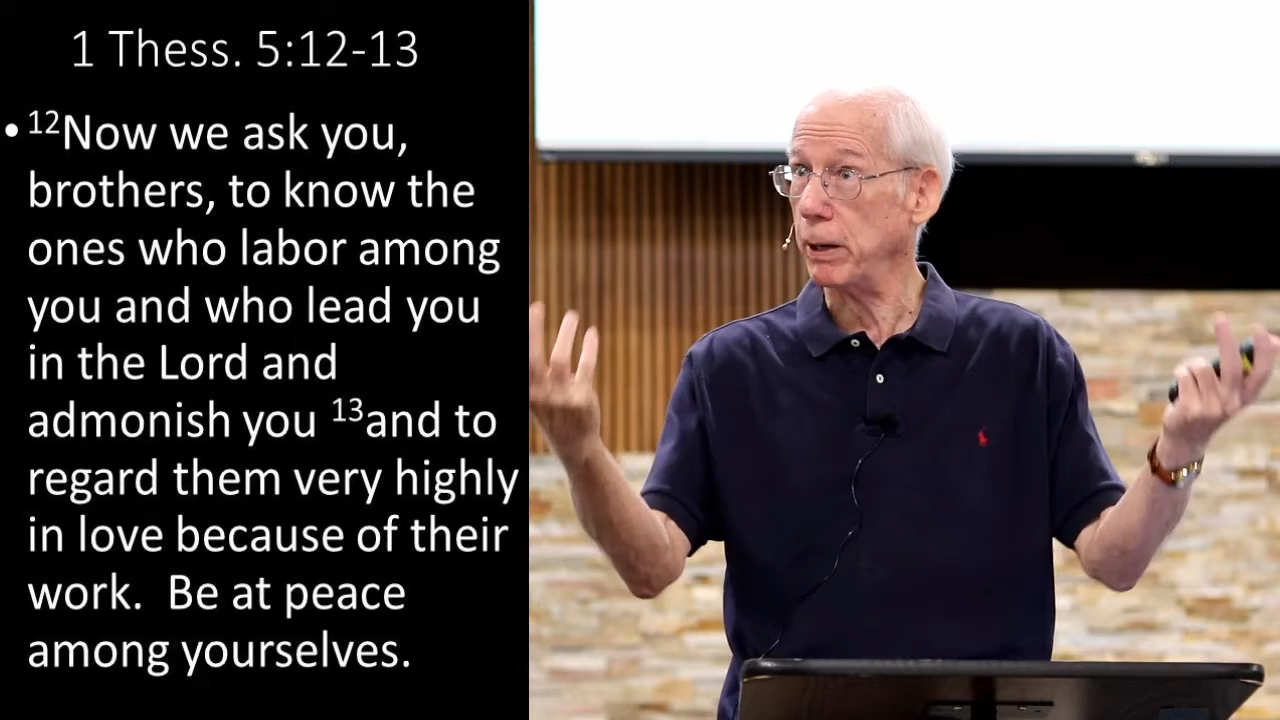 1 Thess. 5:12-13
• ¹²Now we ask you,
brothers, to know the
ones who labor among
you and who lead you
in the Lord and
admonish you ¹³and to
regard them very highly
in love because of their
work.  Be at peace
among yourselves.